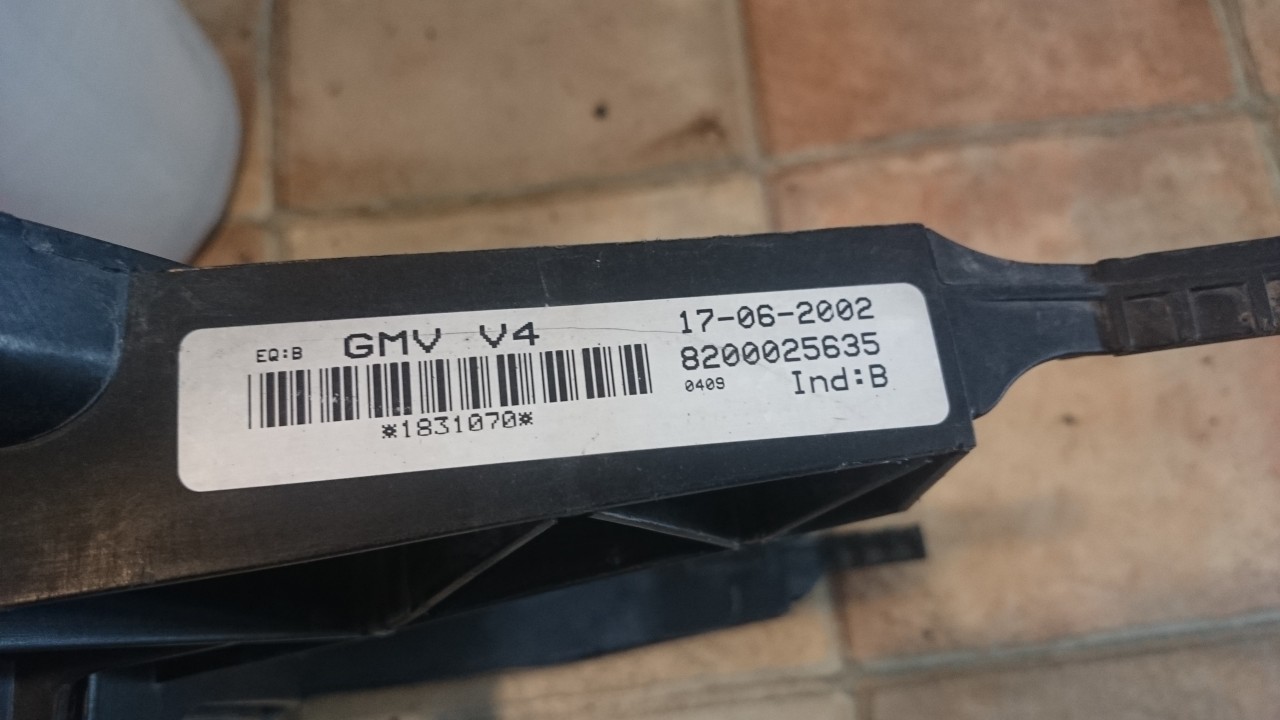 EQ:B GMV V4
*1831070*
17-06-2002
8200025635
0409 Ind:B